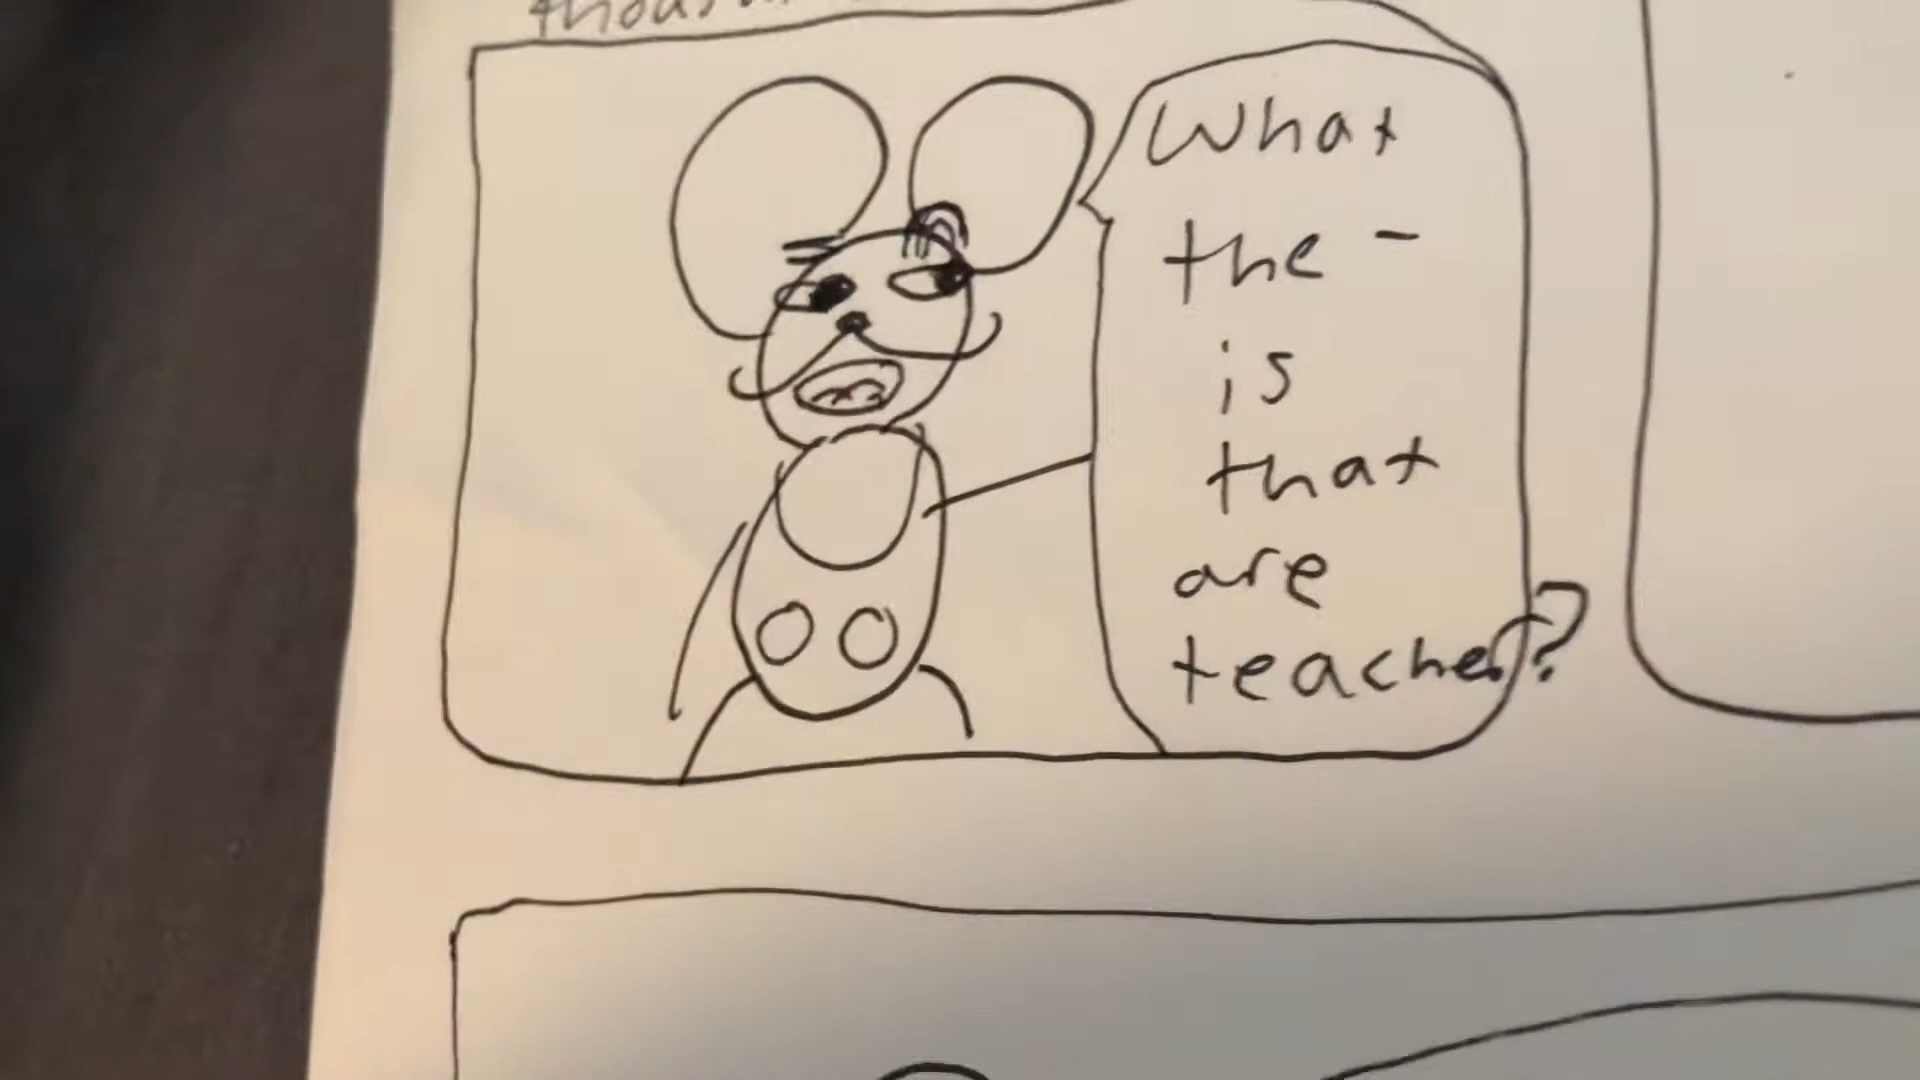 What
the -
is
that
are
teacher?